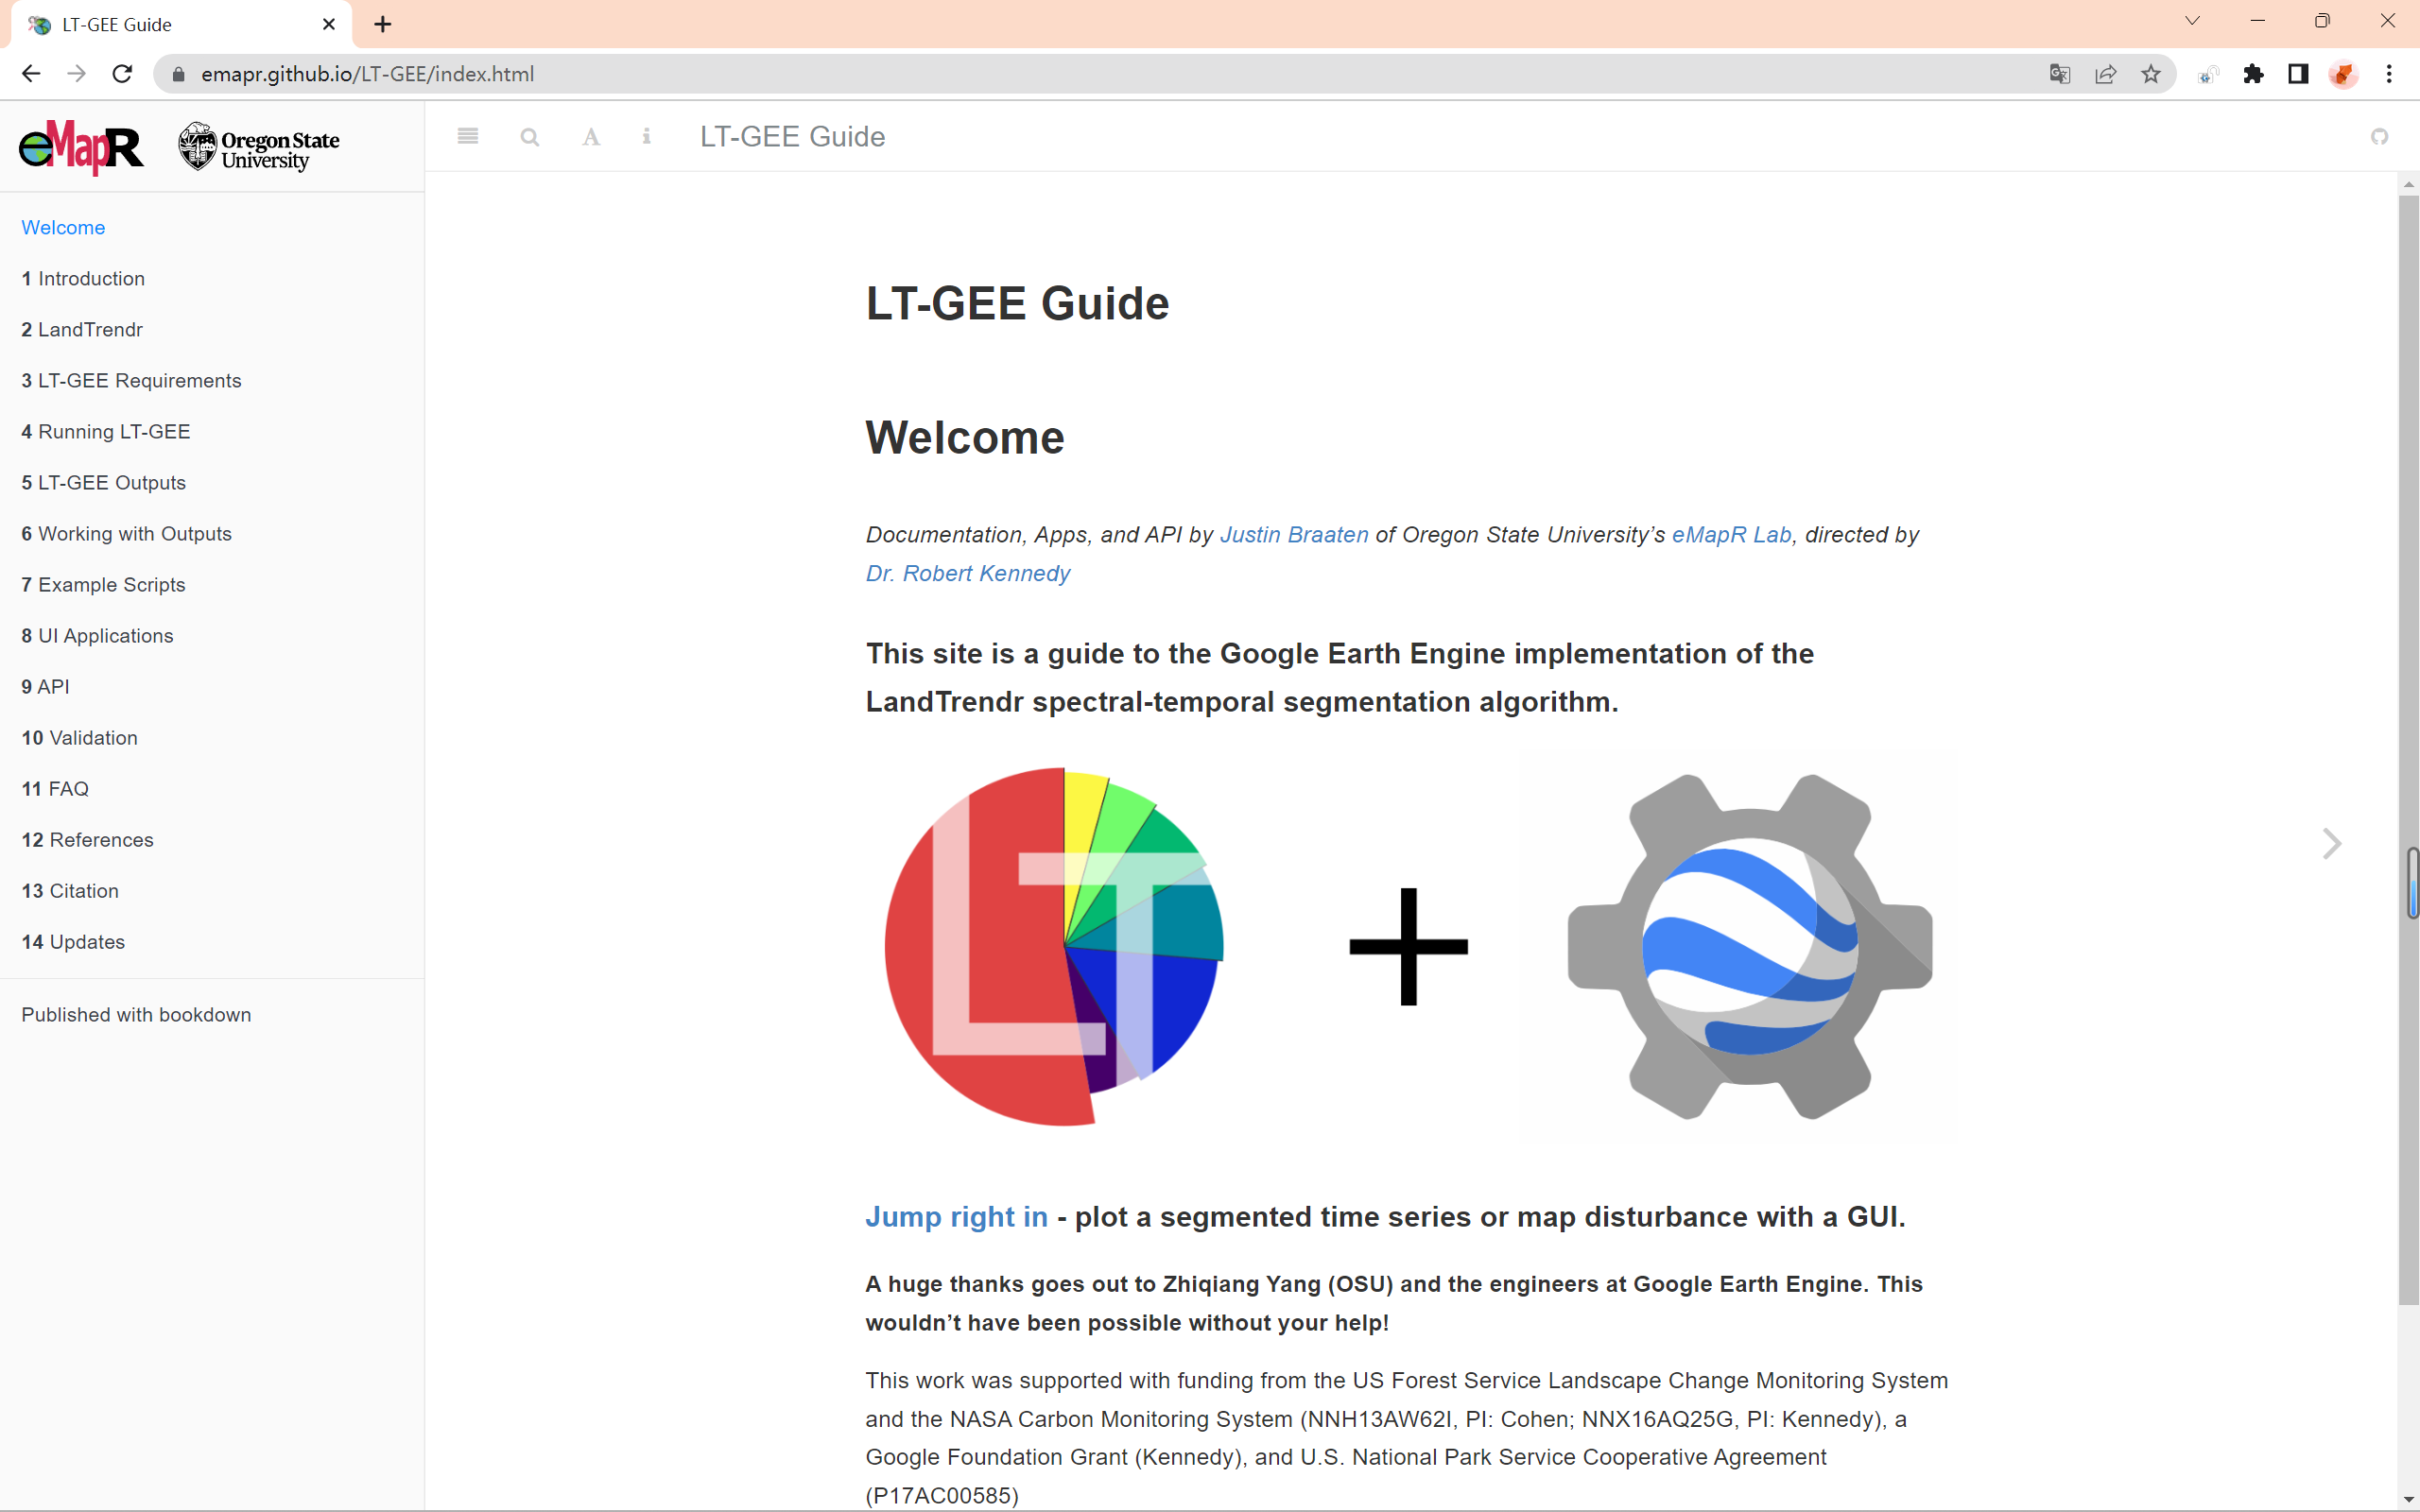 LT-GEE Guide
emapr.github.io/LT-GEE/index.html
eMapR
Oregon State
University
LT-GEE Guide
Welcome
1 Introduction
2 LandTrendr
3 LT-GEE Requirements
4 Running LT-GEE
5 LT-GEE Outputs
6 Working with Outputs
7 Example Scripts
8 UI Applications
9 API
10 Validation
11 FAQ
12 References
13 Citation
14 Updates
Published with bookdown
LT-GEE Guide
Welcome
Documentation, Apps, and API by Justin Braaten of Oregon State University’s eMapR Lab, directed by
Dr. Robert Kennedy
This site is a guide to the Google Earth Engine implementation of the
LandTrendr spectral-temporal segmentation algorithm.
LT
Jump right in - plot a segmented time series or map disturbance with a GUI.
A huge thanks goes out to Zhiqiang Yang (OSU) and the engineers at Google Earth Engine. This
wouldn’t have been possible without your help!
This work was supported with funding from the US Forest Service Landscape Change Monitoring System
and the NASA Carbon Monitoring System (NNH13AW62I, PI: Cohen; NNX16AQ25G, PI: Kennedy), a
Google Foundation Grant (Kennedy), and U.S. National Park Service Cooperative Agreement
(P17AC00585)